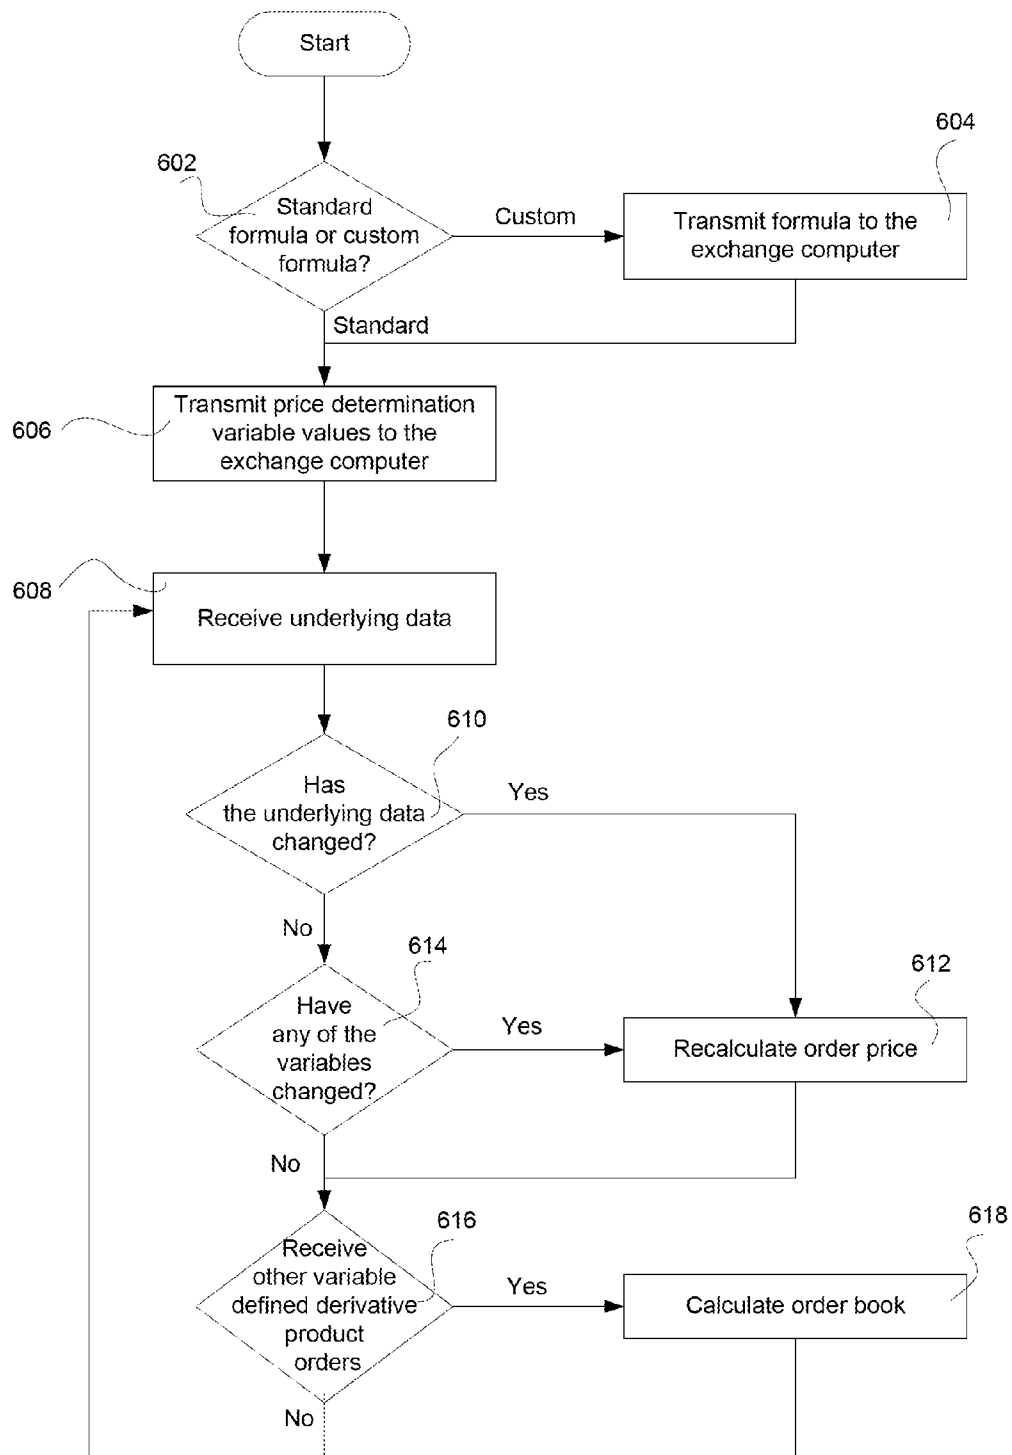 Start
602
604
Standard
formula or custom
formula?
Custom
Transmit formula to the
exchange computer
Standard
606
Transmit price determination
variable values to the
exchange computer
608
Receive underlying data
610
Has
the underlying data
changed?
Yes
No
614
612
Have
any of the
variables
changed?
Yes
Recalculate order price
No
616
618
Receive
other variable
defined derivative
product
orders
Yes
Calculate order book
No